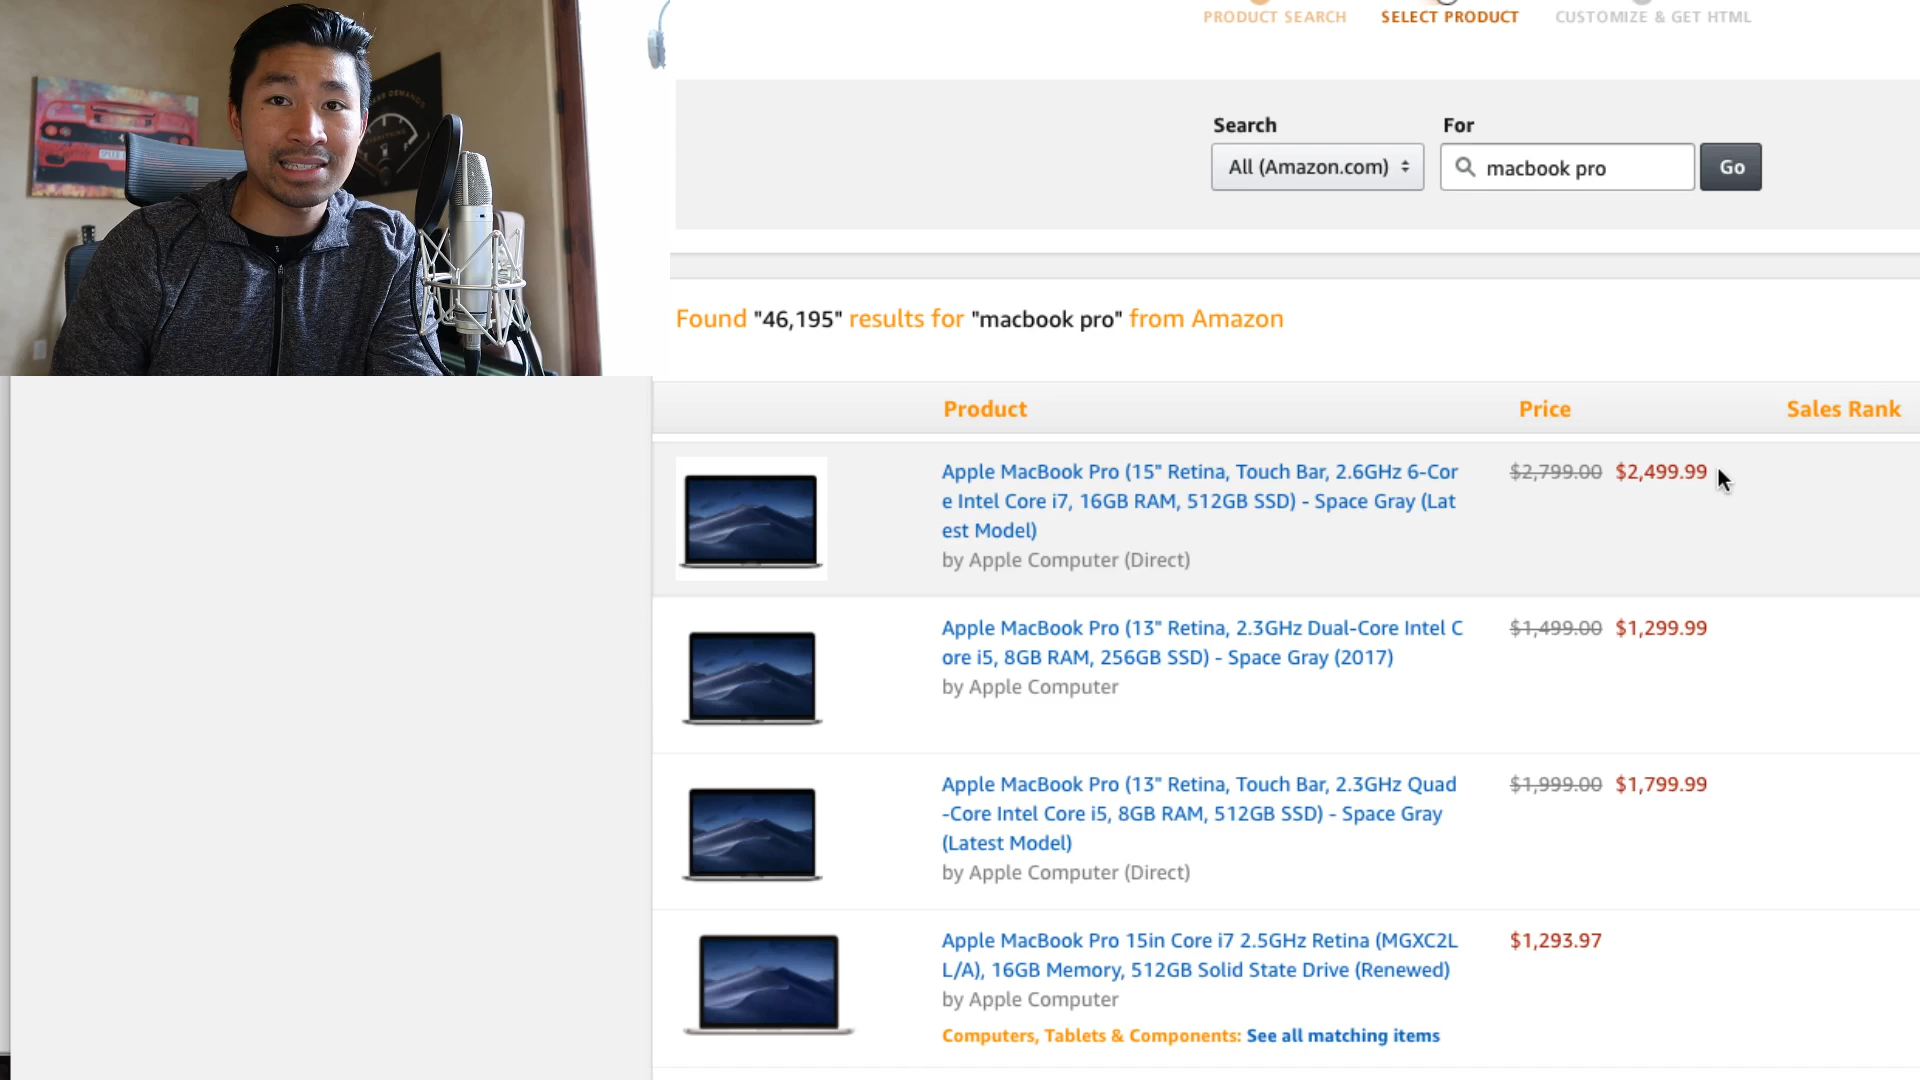 PRODUCT SEARCH SELECT PRODUCT CUSTOMIZE & GET HTML
Search For
All (Amazon.com) macbook pro Go
Found "46,195" results for "macbook pro" from Amazon
Product Price Sales Rank
Apple MacBook Pro (15" Retina, Touch Bar, 2.6GHz 6-Cor $2,799.00 $2,499.99
e Intel Core i7, 16GB RAM, 512GB SSD) - Space Gray (Lat
est Model)
by Apple Computer (Direct)
Apple MacBook Pro (13" Retina, 2.3GHz Dual-Core Intel C $1,499.00 $1,299.99
ore i5, 8GB RAM, 256GB SSD) - Space Gray (2017)
by Apple Computer
Apple MacBook Pro (13" Retina, Touch Bar, 2.3GHz Quad $1,999.00 $1,799.99
-Core Intel Core i5, 8GB RAM, 512GB SSD) - Space Gray
(Latest Model)
by Apple Computer (Direct)
Apple MacBook Pro 15in Core i7 2.5GHz Retina (MGXC2L $1,293.97
L/A), 16GB Memory, 512GB Solid State Drive (Renewed)
by Apple Computer
Computers, Tablets & Components: See all matching items